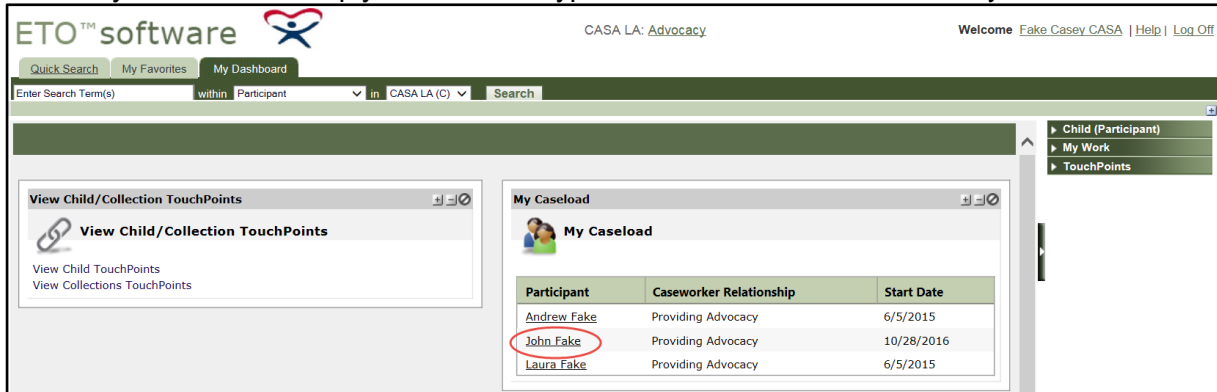 ETO™software CASA LA: Advocacy Welcome Fake Casey CASA | Help | Log Off
Quick Search My Favorites My Dashboard
Enter Search Term(s) within Participant in CASA LA (C) Search
Child (Participant)
My Work
TouchPoints
View Child/Collection TouchPoints
View Child/Collection TouchPoints
View Child TouchPoints
View Collections TouchPoints
My Caseload
My Caseload
Participant Caseworker Relationship Start Date
Andrew Fake Providing Advocacy 6/5/2015
John Fake Providing Advocacy 10/28/2016
Laura Fake Providing Advocacy 6/5/2015